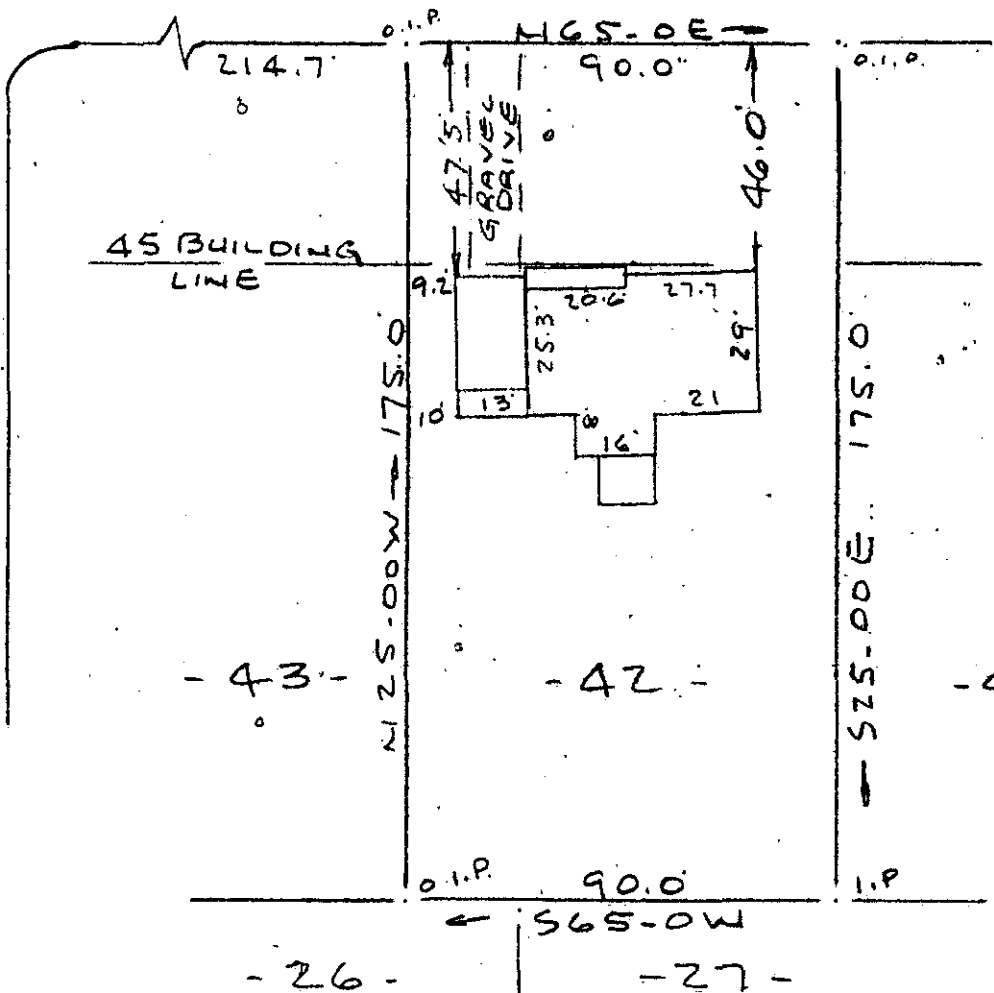 O.I.P.
N65-0E
214.7'
90.0'
O.I.P.
47.5'
GRAVEL
DRIVE
46.0'
45 BUILDING
LINE
9.2'
20.6'
27.7
25.3'
29'
N25-00W - 175.0
S25-00E 175.0'
10'
13'
8'
16'
21
- 43 -
- 42 -
O.I.P.
90.0'
I.P
S65-0W
- 26 -
- 27 -